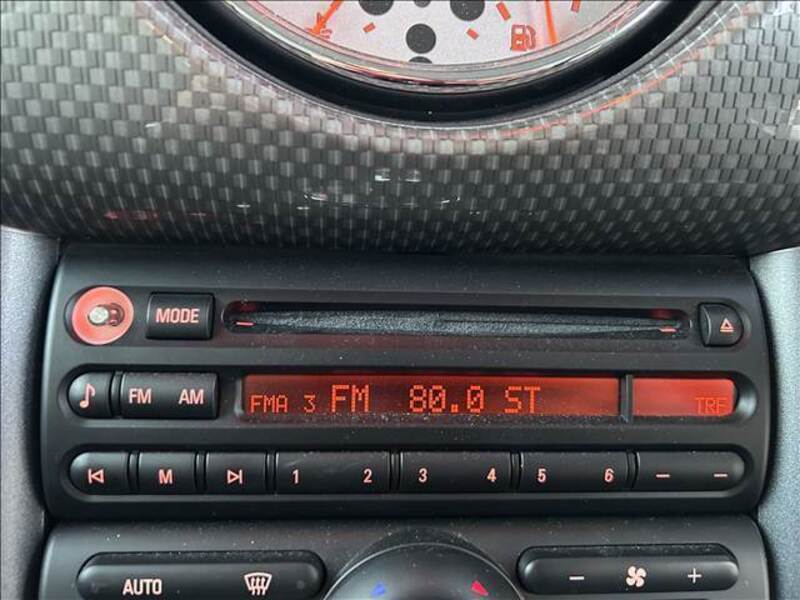 MODE
FM AM
FMA 3 FM 80.0 ST
TRF
M 1 2 3 4 5 6
AUTO